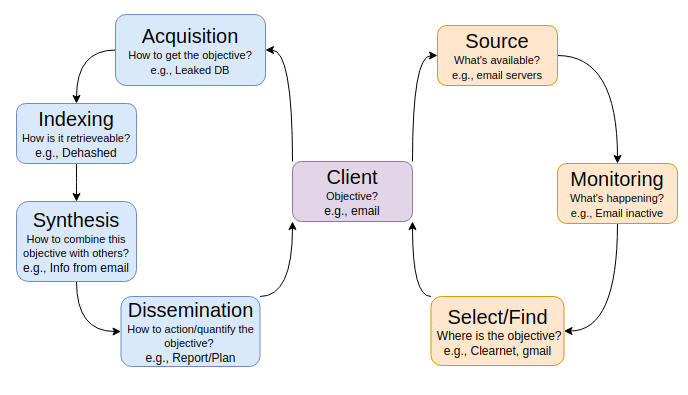 Acquisition
How to get the objective?
e.g., Leaked DB
Indexing
How is it retrieveable?
e.g., Dehashed
Synthesis
How to combine this
objective with others?
e.g., Info from email
Dissemination
How to action/quantify the
objective?
e.g., Report/Plan
Client
Objective?
e.g., email
Source
What's available?
e.g., email servers
Monitoring
What's happening?
e.g., Email inactive
Select/Find
Where is the objective?
e.g., Clearnet, gmail